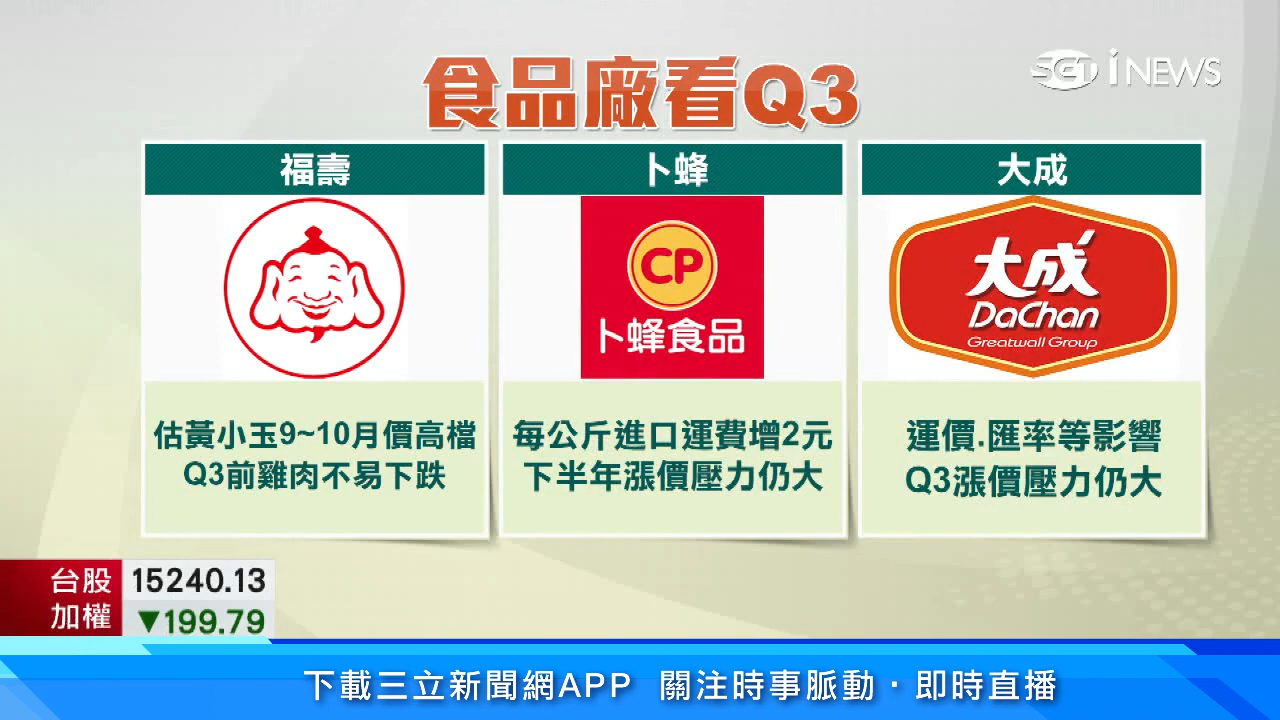 食品廠看Q3
SET iNEWS
福壽
卜蜂
CP
卜蜂食品
大成
大成
DaChan
Greatwall Group
估黃小玉9~10月價高檔
Q3前雞肉不易下跌
每公斤進口運費增2元
下半年漲價壓力仍大
運價.匯率等影響
Q3漲價壓力仍大
台股
加權
15240.13
▼199.79
下載三立新聞網APP 關注時事脈動・即時直播